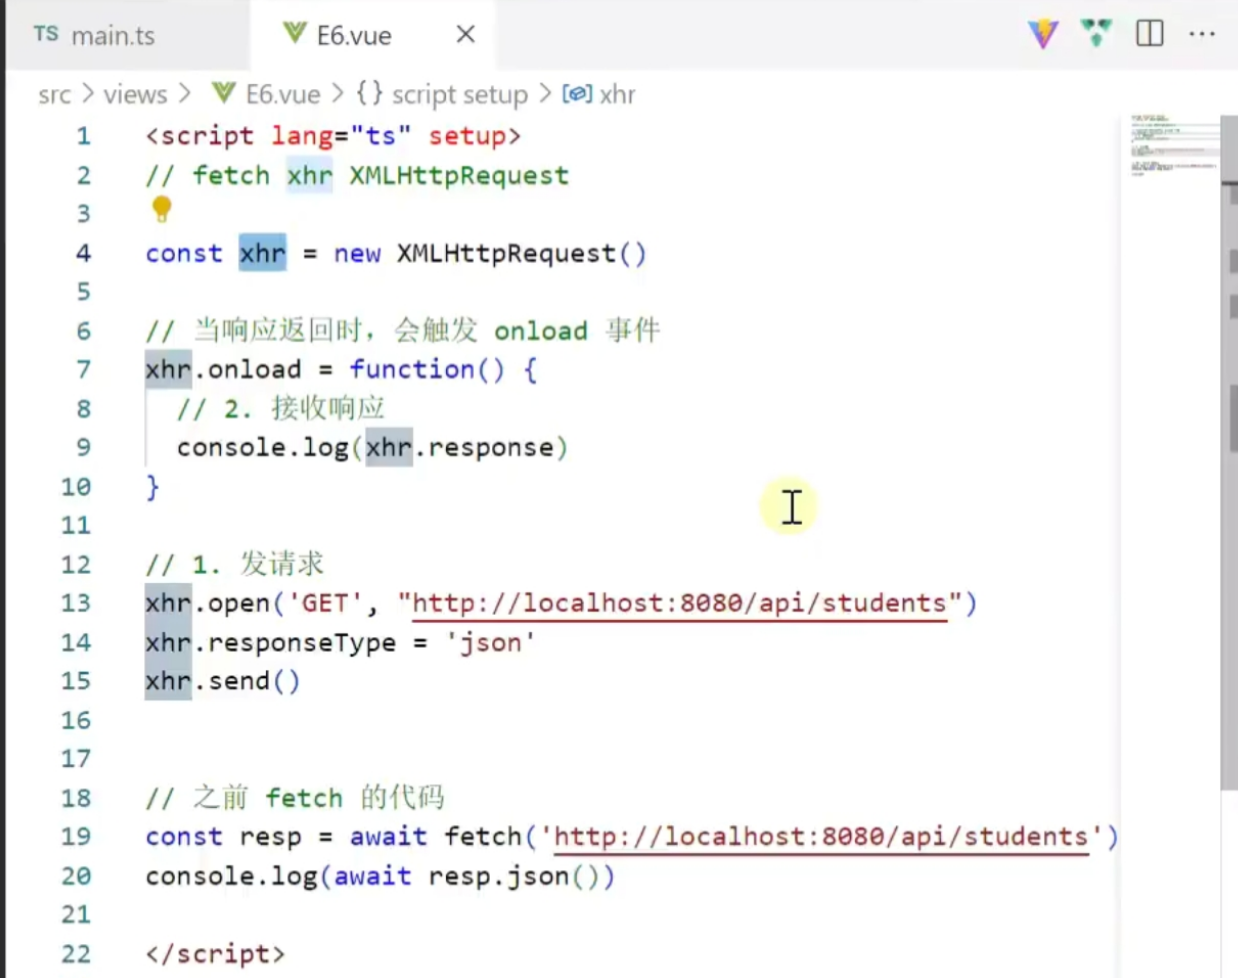 TS main.ts E6.vue
src > views > E6.vue > {} script setup > xhr
1 <script lang="ts" setup>
2 // fetch xhr XMLHttpRequest
3
4 const xhr = new XMLHttpRequest()
5
6 // 当响应返回时，会触发 onload 事件
7 xhr.onload = function() {
8 // 2. 接收响应
9 console.log(xhr.response)
10 }
11
12 // 1. 发请求
13 xhr.open('GET', "http://localhost:8080/api/students")
14 xhr.responseType = 'json'
15 xhr.send()
16
17
18 // 之前 fetch 的代码
19 const resp = await fetch('http://localhost:8080/api/students')
20 console.log(await resp.json())
21
22 </script>